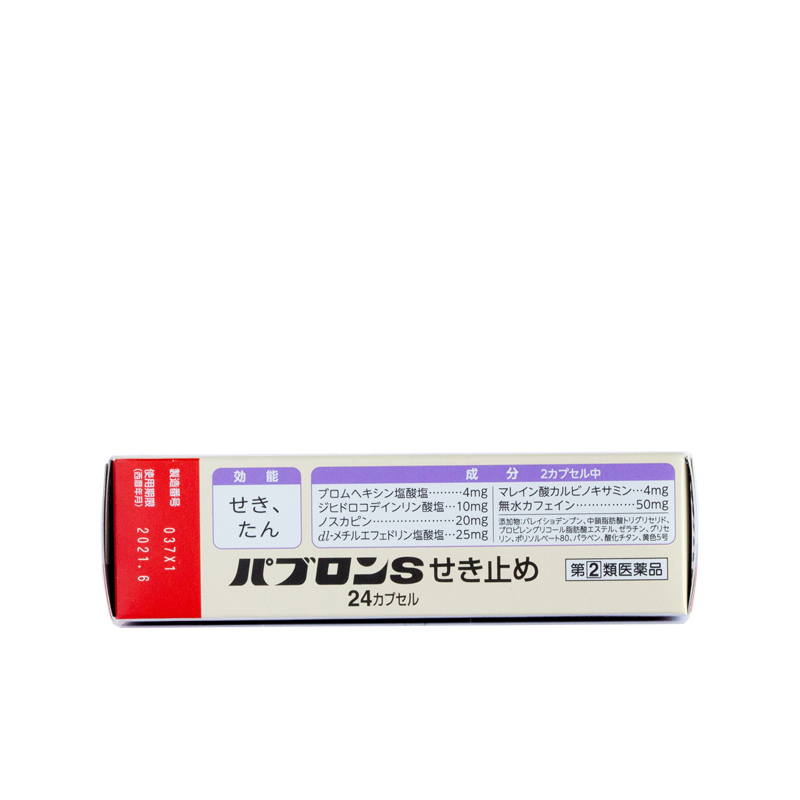 製造番号 037X1
使用期限 2021.6
(西暦年月)
効 能
せき、
たん
成 分 2カプセル中
ブロムヘキシン塩酸塩………4mg
ジヒドロコデインリン酸塩…10mg
ノスカピン……………………20mg
dl-メチルエフェドリン塩酸塩…25mg
マレイン酸カルビノキサミン…4mg
無水カフェイン……………50mg
添加物:バレイショデンプン、中鎖脂肪酸トリグリセリド、
プロピレングリコール脂肪酸エステル、ゼラチン、グリセ
リン、ポリソルベート80、パラベン、酸化チタン、黄色5号
パブロンSせき止め
24カプセル
第②類医薬品